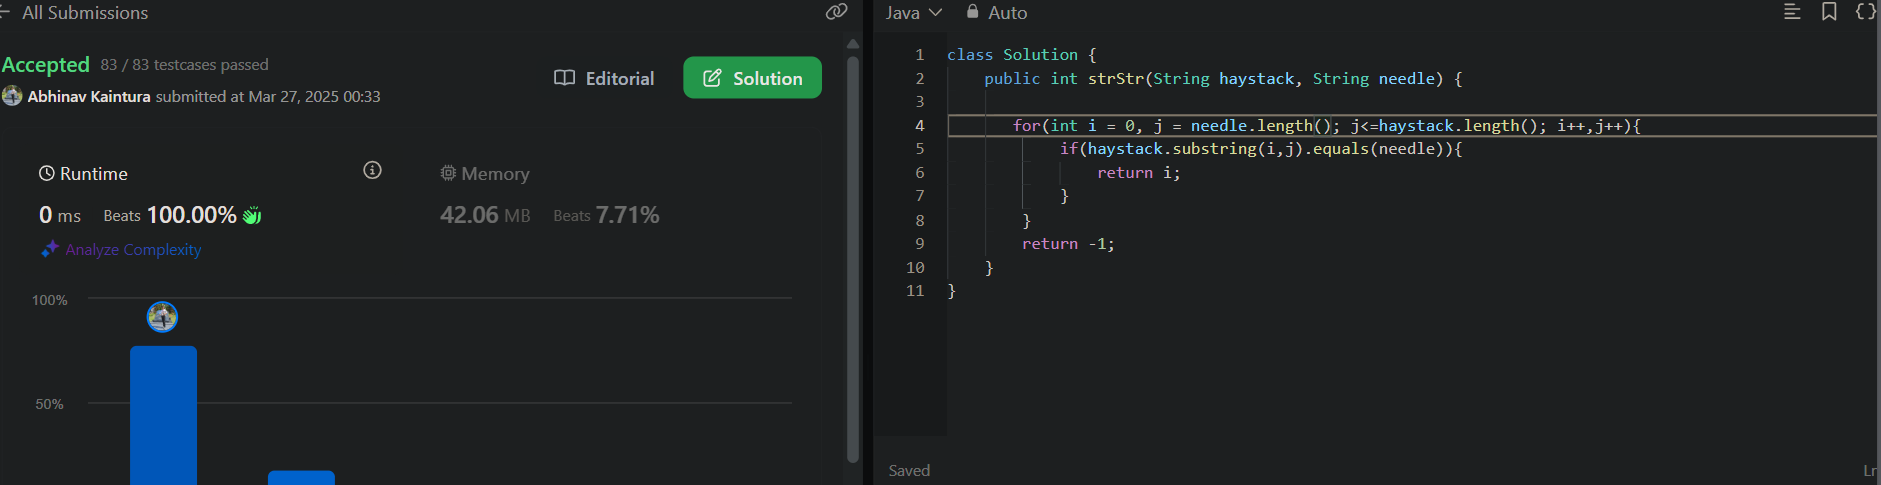 All Submissions
Accepted 83 / 83 testcases passed
Abhinav Kaintura submitted at Mar 27, 2025 00:33
Editorial
Solution
Runtime
0 ms Beats 100.00%
Analyze Complexity
Memory
42.06 MB Beats 7.71%
100%
50%
Java Auto
1 class Solution {
2 public int strStr(String haystack, String needle) {
3
4 for(int i = 0, j = needle.length(); j<=haystack.length(); i++,j++){
5 if(haystack.substring(i,j).equals(needle)){
6 return i;
7 }
8 }
9 return -1;
10 }
11 }
Saved